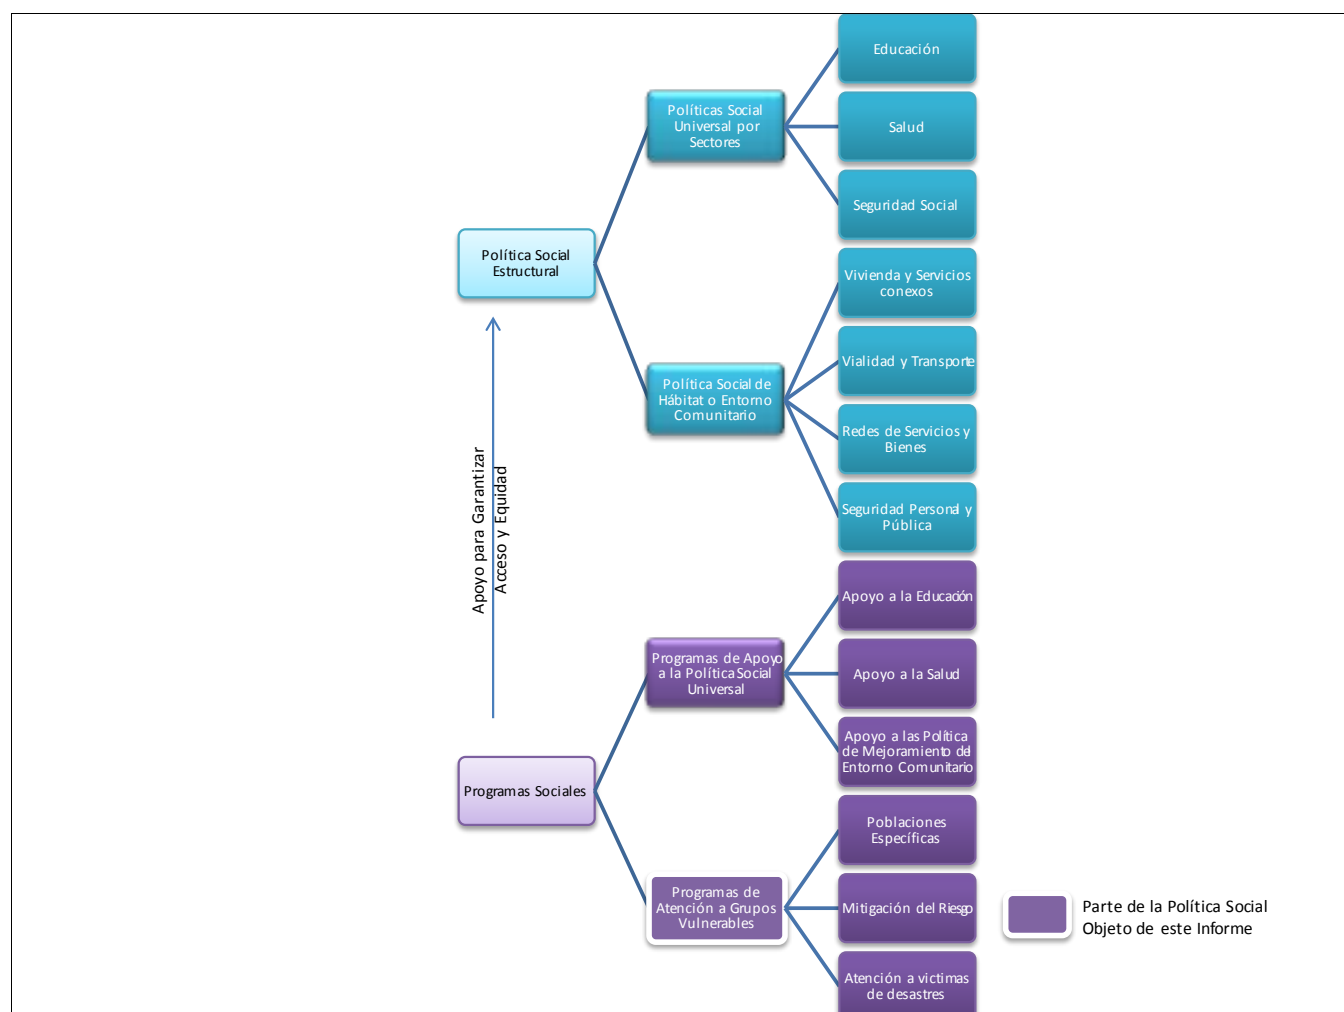 Educación
Políticas Social
Universal por
Sectores
Salud
Seguridad Social
Política Social
Estructural
Vivienda y Servicios
conexos
Vialidad y Transporte
Política Social de
Hábitat o Entorno
Comunitario
Redes de Servicios y
Bienes
Seguridad Personal y
Pública
Apoyo para Garantizar
Acceso y Equidad
Apoyo a la Educación
Programas de Apoyo
a la Política Social
Universal
Apoyo a la Salud
Apoyo a las Política
de Mejoramiento del
Entorno Comunitario
Programas Sociales
Poblaciones
Específicas
Programas de
Atención a Grupos
Vulnerables
Mitigación del Riesgo
Atención a victimas
de desastres
Parte de la Política Social
Objeto de este Informe